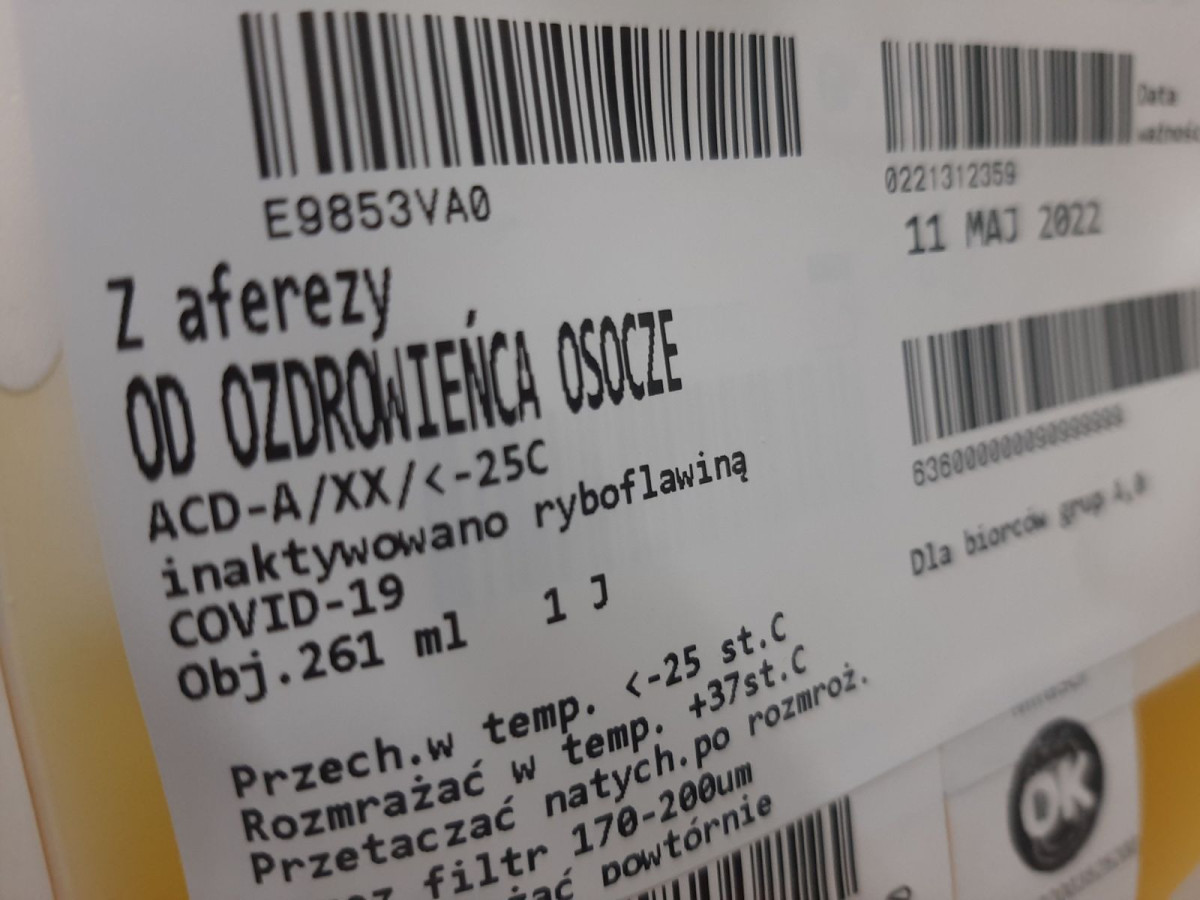 E9853VA0
Z aferezy
OD OZDROWIEŃCA OSOCZE
ACD-A/XX/<-25C
inaktywowano ryboflawiną
COVID-19
Obj.261 ml 1 J
Przech.w temp. <-25 st.C
Rozmrażać w temp. +37st.C
Przetaczać natych.po rozmroż.
filtr 170-200um
powtórnie
Data
ważności
0221312359
11 MAJ 2022
Dla biorców grup A,0
OK